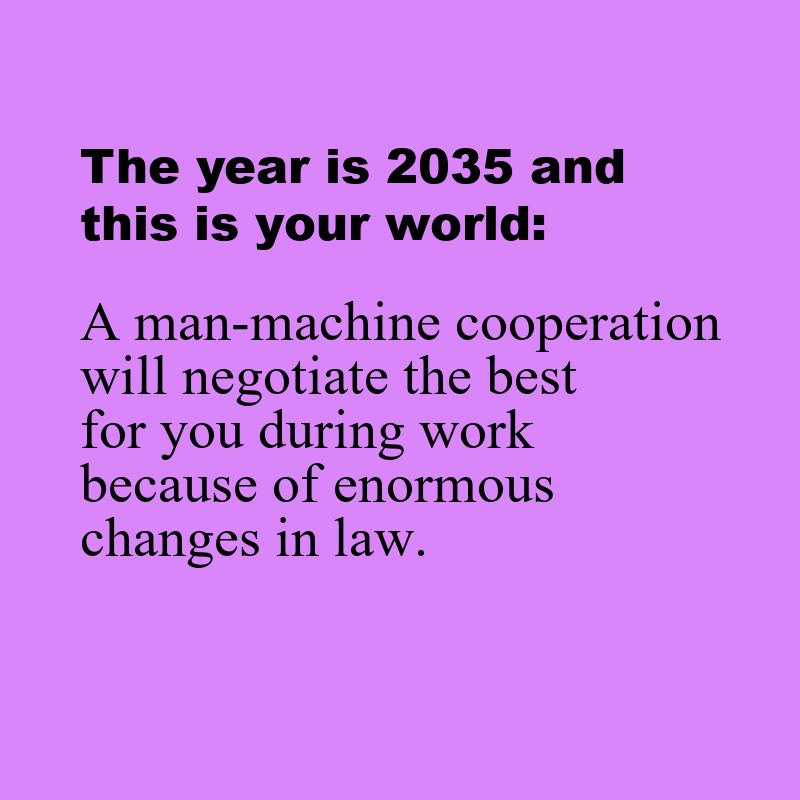 The year is 2035 and
this is your world:
A man-machine cooperation
will negotiate the best
for you during work
because of enormous
changes in law.